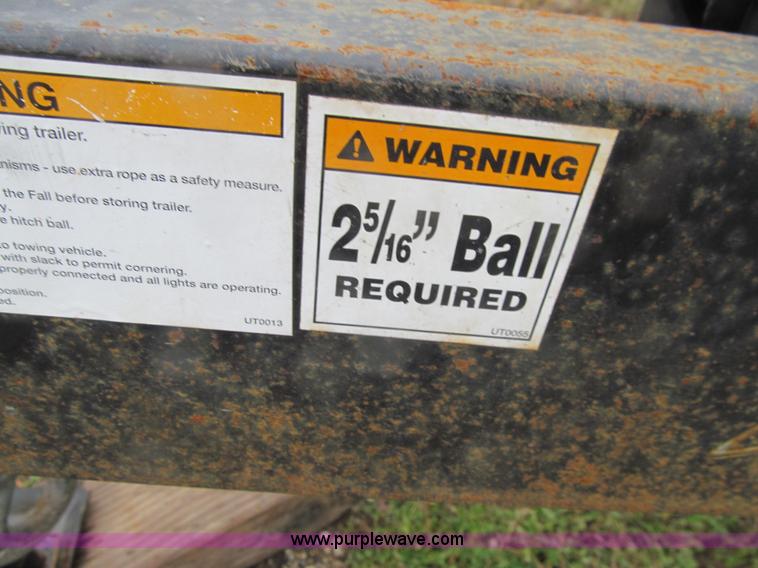 NG
ing trailer.
nisms - use extra rope as a safety measure.
the Fall before storing trailer.
y.
e hitch ball.
to towing vehicle.
with slack to permit cornering.
properly connected and all lights are operating.
position.
ed.
UT0013
WARNING
2 5/16" Ball
REQUIRED
UT0055
www.purplewave.com